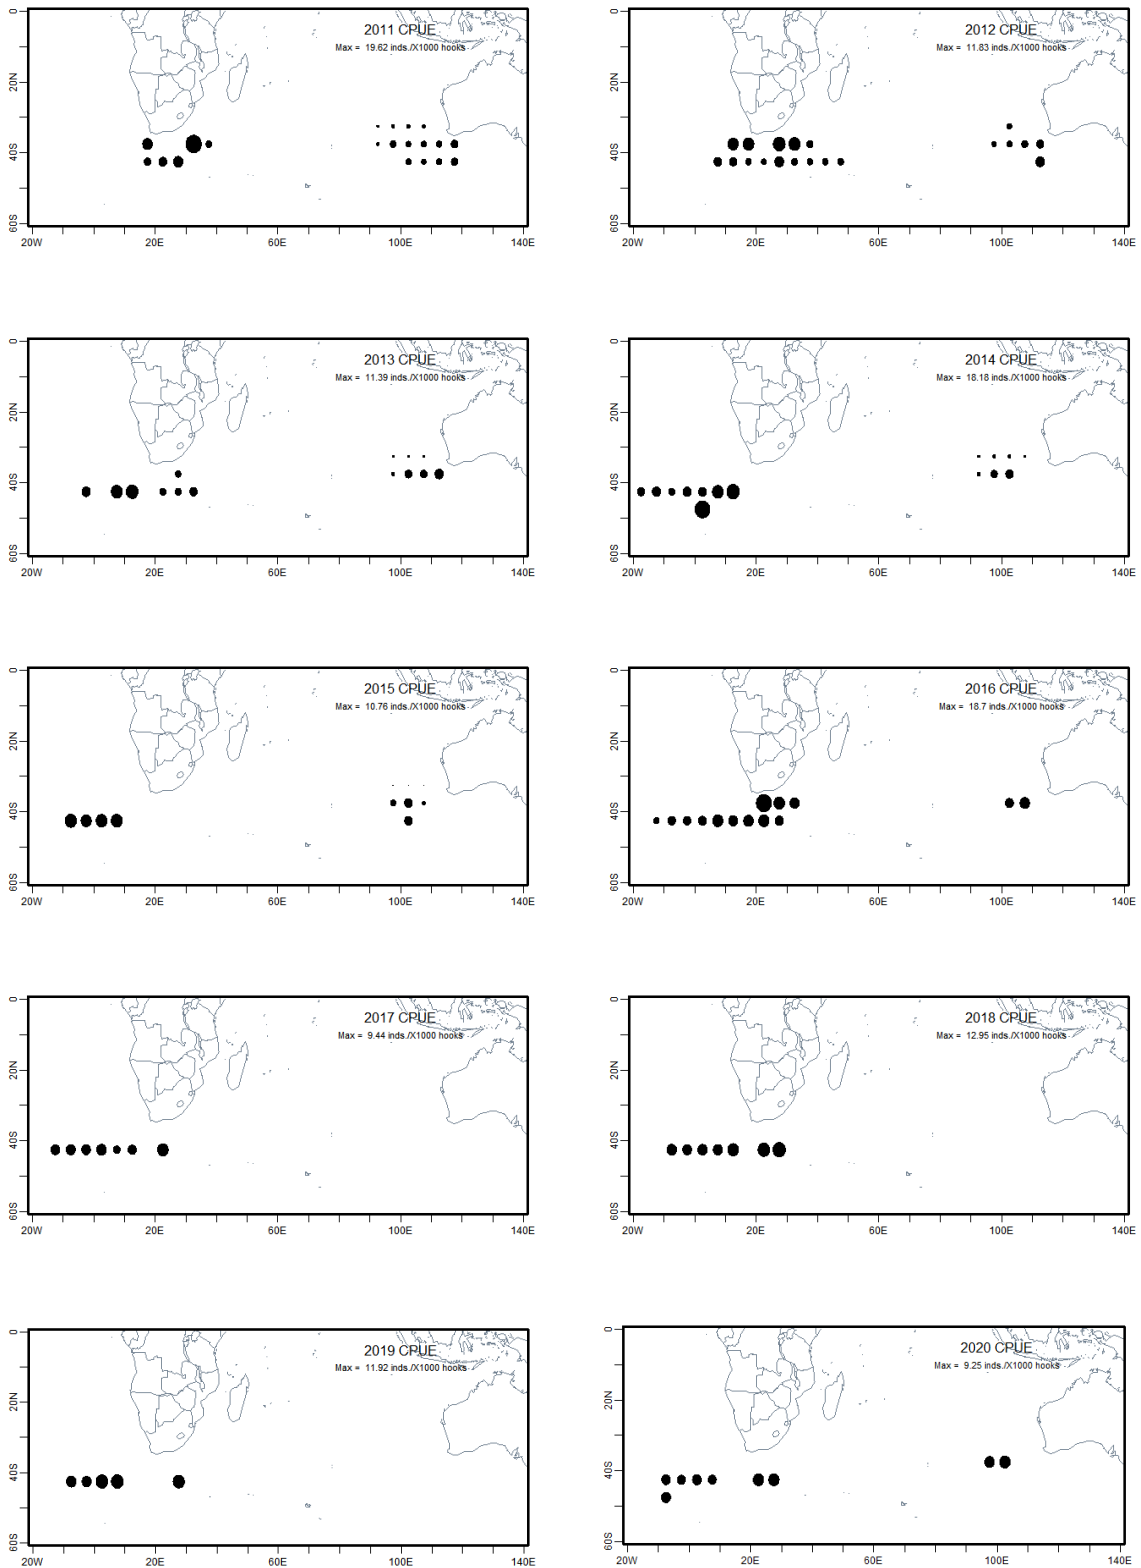 2011 CPUE
Max = 19.62 inds./X1000 hooks
0
20N
40S
60S
20W 20E 60E 100E 140E
2012 CPUE
Max = 11.83 inds./X1000 hooks
0
20N
40S
60S
20W 20E 60E 100E 140E
2013 CPUE
Max = 11.39 inds./X1000 hooks
0
20N
40S
60S
20W 20E 60E 100E 140E
2014 CPUE
Max = 18.18 inds./X1000 hooks
0
20N
40S
60S
20W 20E 60E 100E 140E
2015 CPUE
Max = 10.76 inds./X1000 hooks
0
20N
40S
60S
20W 20E 60E 100E 140E
2016 CPUE
Max = 18.7 inds./X1000 hooks
0
20N
40S
60S
20W 20E 60E 100E 140E
2017 CPUE
Max = 9.44 inds./X1000 hooks
0
20N
40S
60S
20W 20E 60E 100E 140E
2018 CPUE
Max = 12.95 inds./X1000 hooks
0
20N
40S
60S
20W 20E 60E 100E 140E
2019 CPUE
Max = 11.92 inds./X1000 hooks
0
20N
40S
60S
20W 20E 60E 100E 140E
2020 CPUE
Max = 9.25 inds./X1000 hooks
0
20N
40S
60S
20W 20E 60E 100E 140E